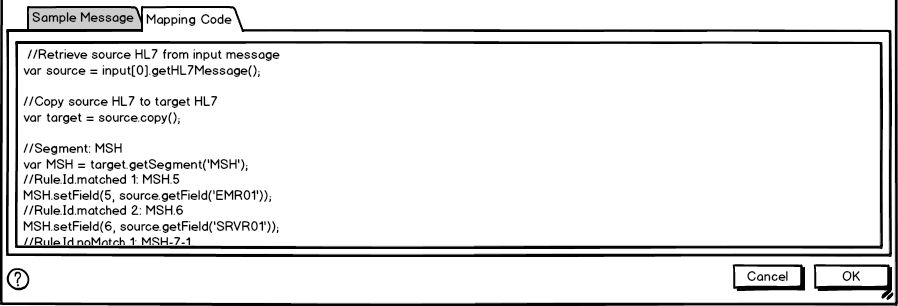 Sample Message
Mapping Code
//Retrieve source HL7 from input message
var source = input[0].getHL7Message();
//Copy source HL7 to target HL7
var target = source.copy();
//Segment: MSH
var MSH = target.getSegment('MSH');
//Rule.Id.matched 1: MSH.5
MSH.setField(5, source.getField('EMR01'));
//Rule.Id.matched 2: MSH.6
MSH.setField(6, source.getField('SRVR01'));
//Rule.Id.noMatch 1: MSH-7-1
?
Cancel
OK